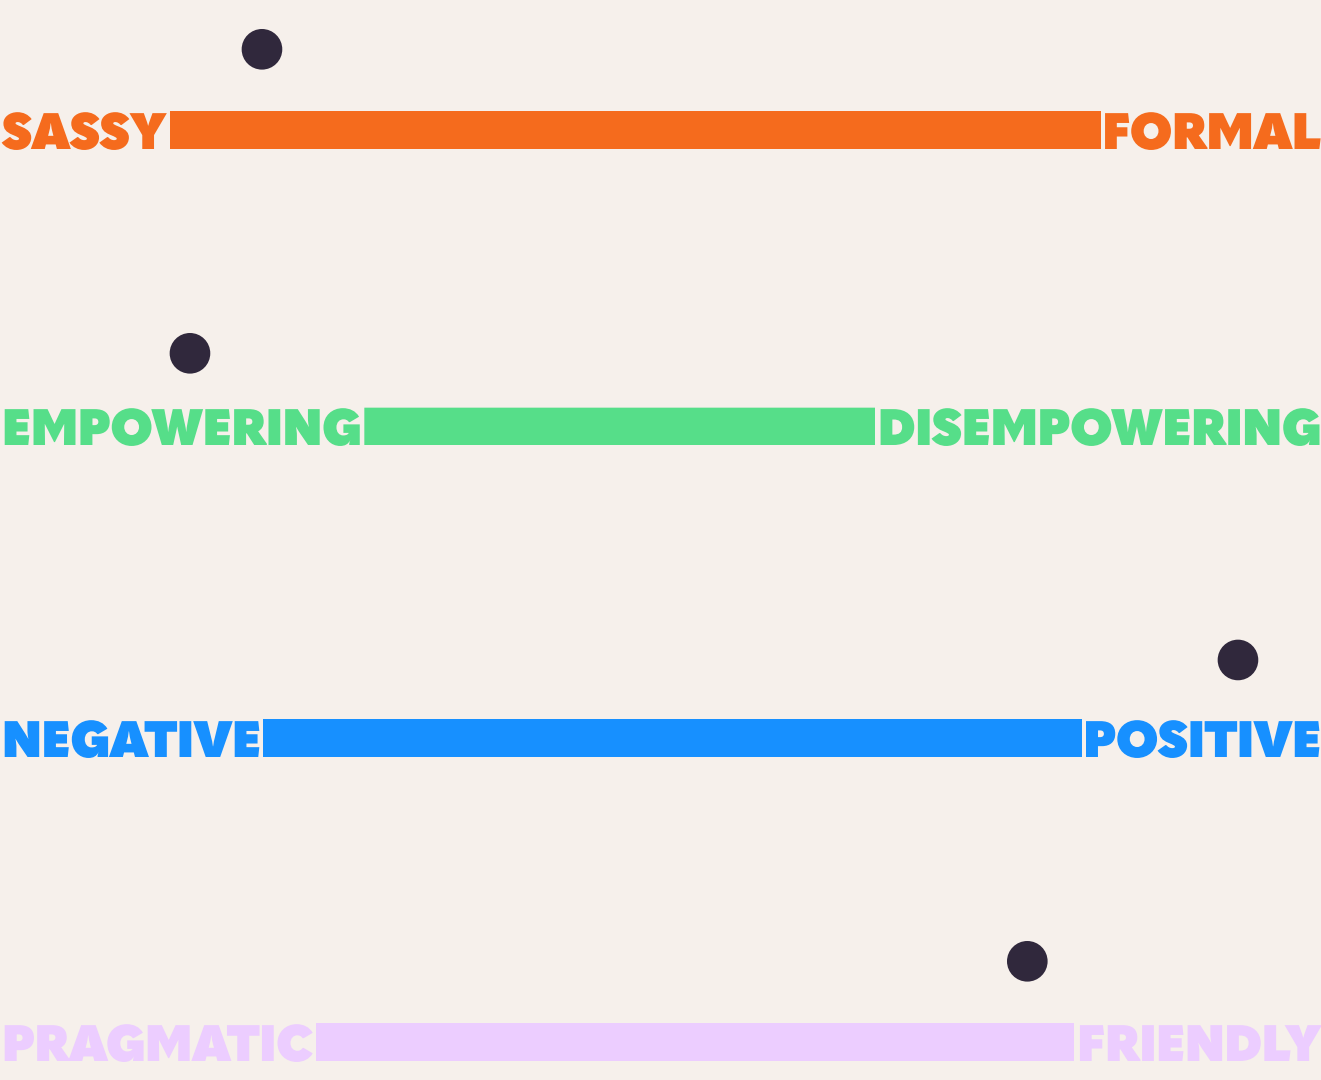 SASSY FORMAL
EMPOWERING DISEMPOWERING
NEGATIVE POSITIVE
PRAGMATIC FRIENDLY